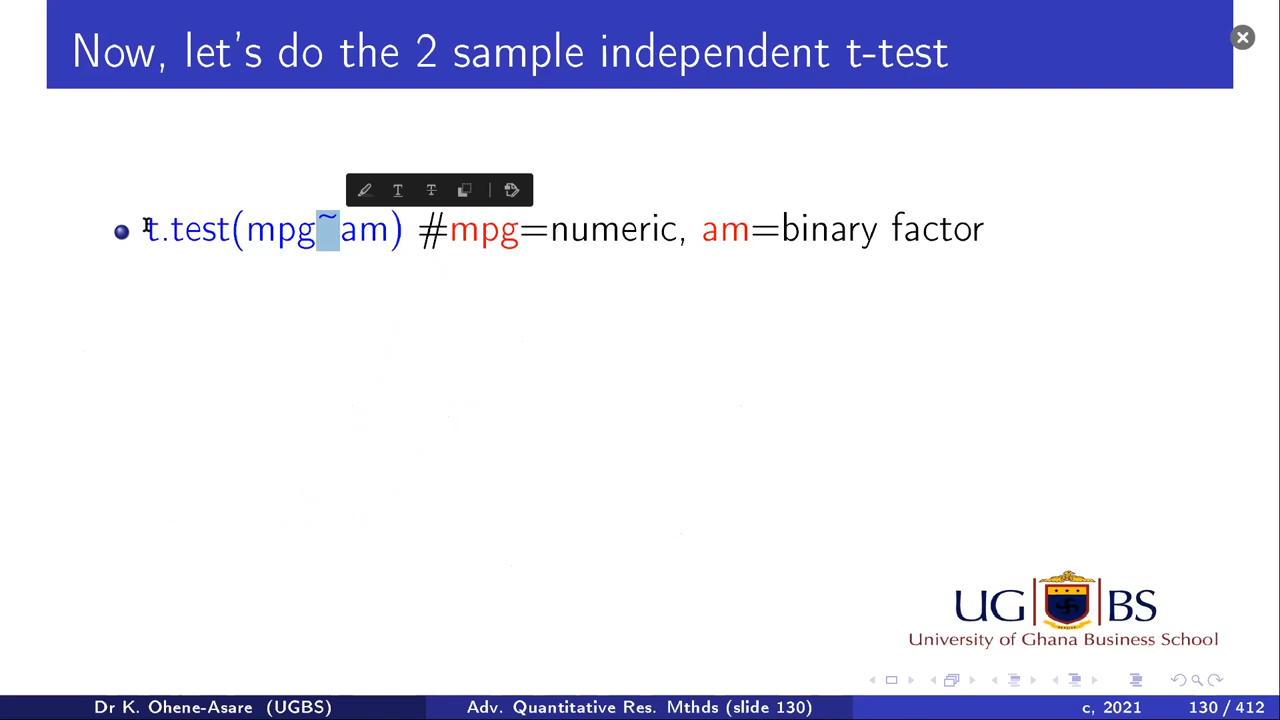 Now, let's do the 2 sample independent t-test
t.test(mpg~am) #mpg=numeric, am=binary factor
UG BS
University of Ghana Business School
Dr K. Ohene-Asare (UGBS) Adv. Quantitative Res. Mthds (slide 130) c, 2021 130 / 412